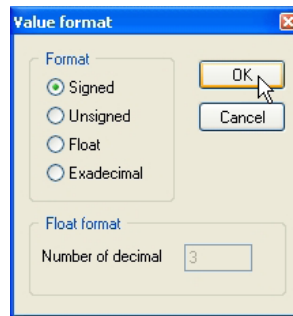 Value format
Format
Signed
Unsigned
Float
Exadecimal
OK
Cancel
Float format
Number of decimal 3